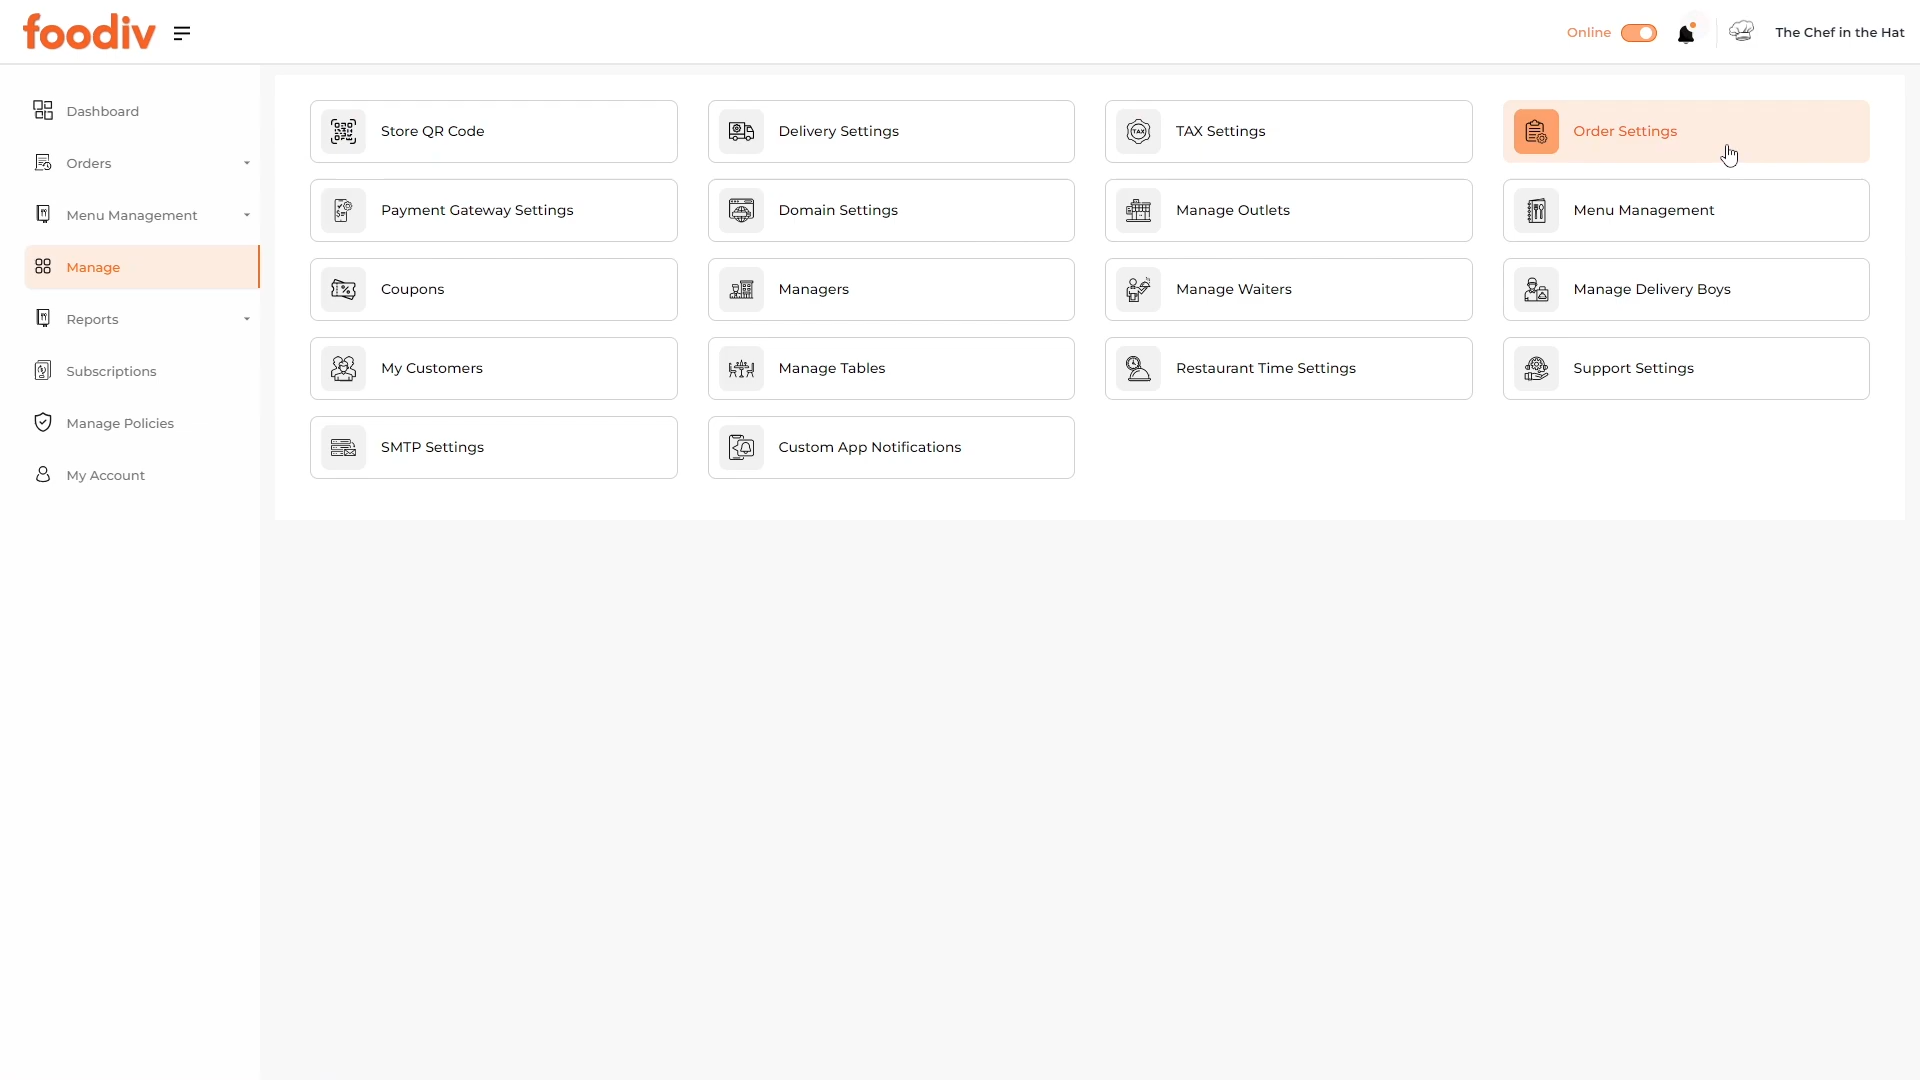 foodiv
Online
The Chef in the Hat
Dashboard
Orders
Menu Management
Manage
Reports
Subscriptions
Manage Policies
My Account
Store QR Code
Delivery Settings
TAX
TAX Settings
Order Settings
Payment Gateway Settings
Domain Settings
Manage Outlets
Menu Management
Coupons
Managers
Manage Waiters
Manage Delivery Boys
My Customers
Manage Tables
Restaurant Time Settings
Support Settings
SMTP Settings
Custom App Notifications